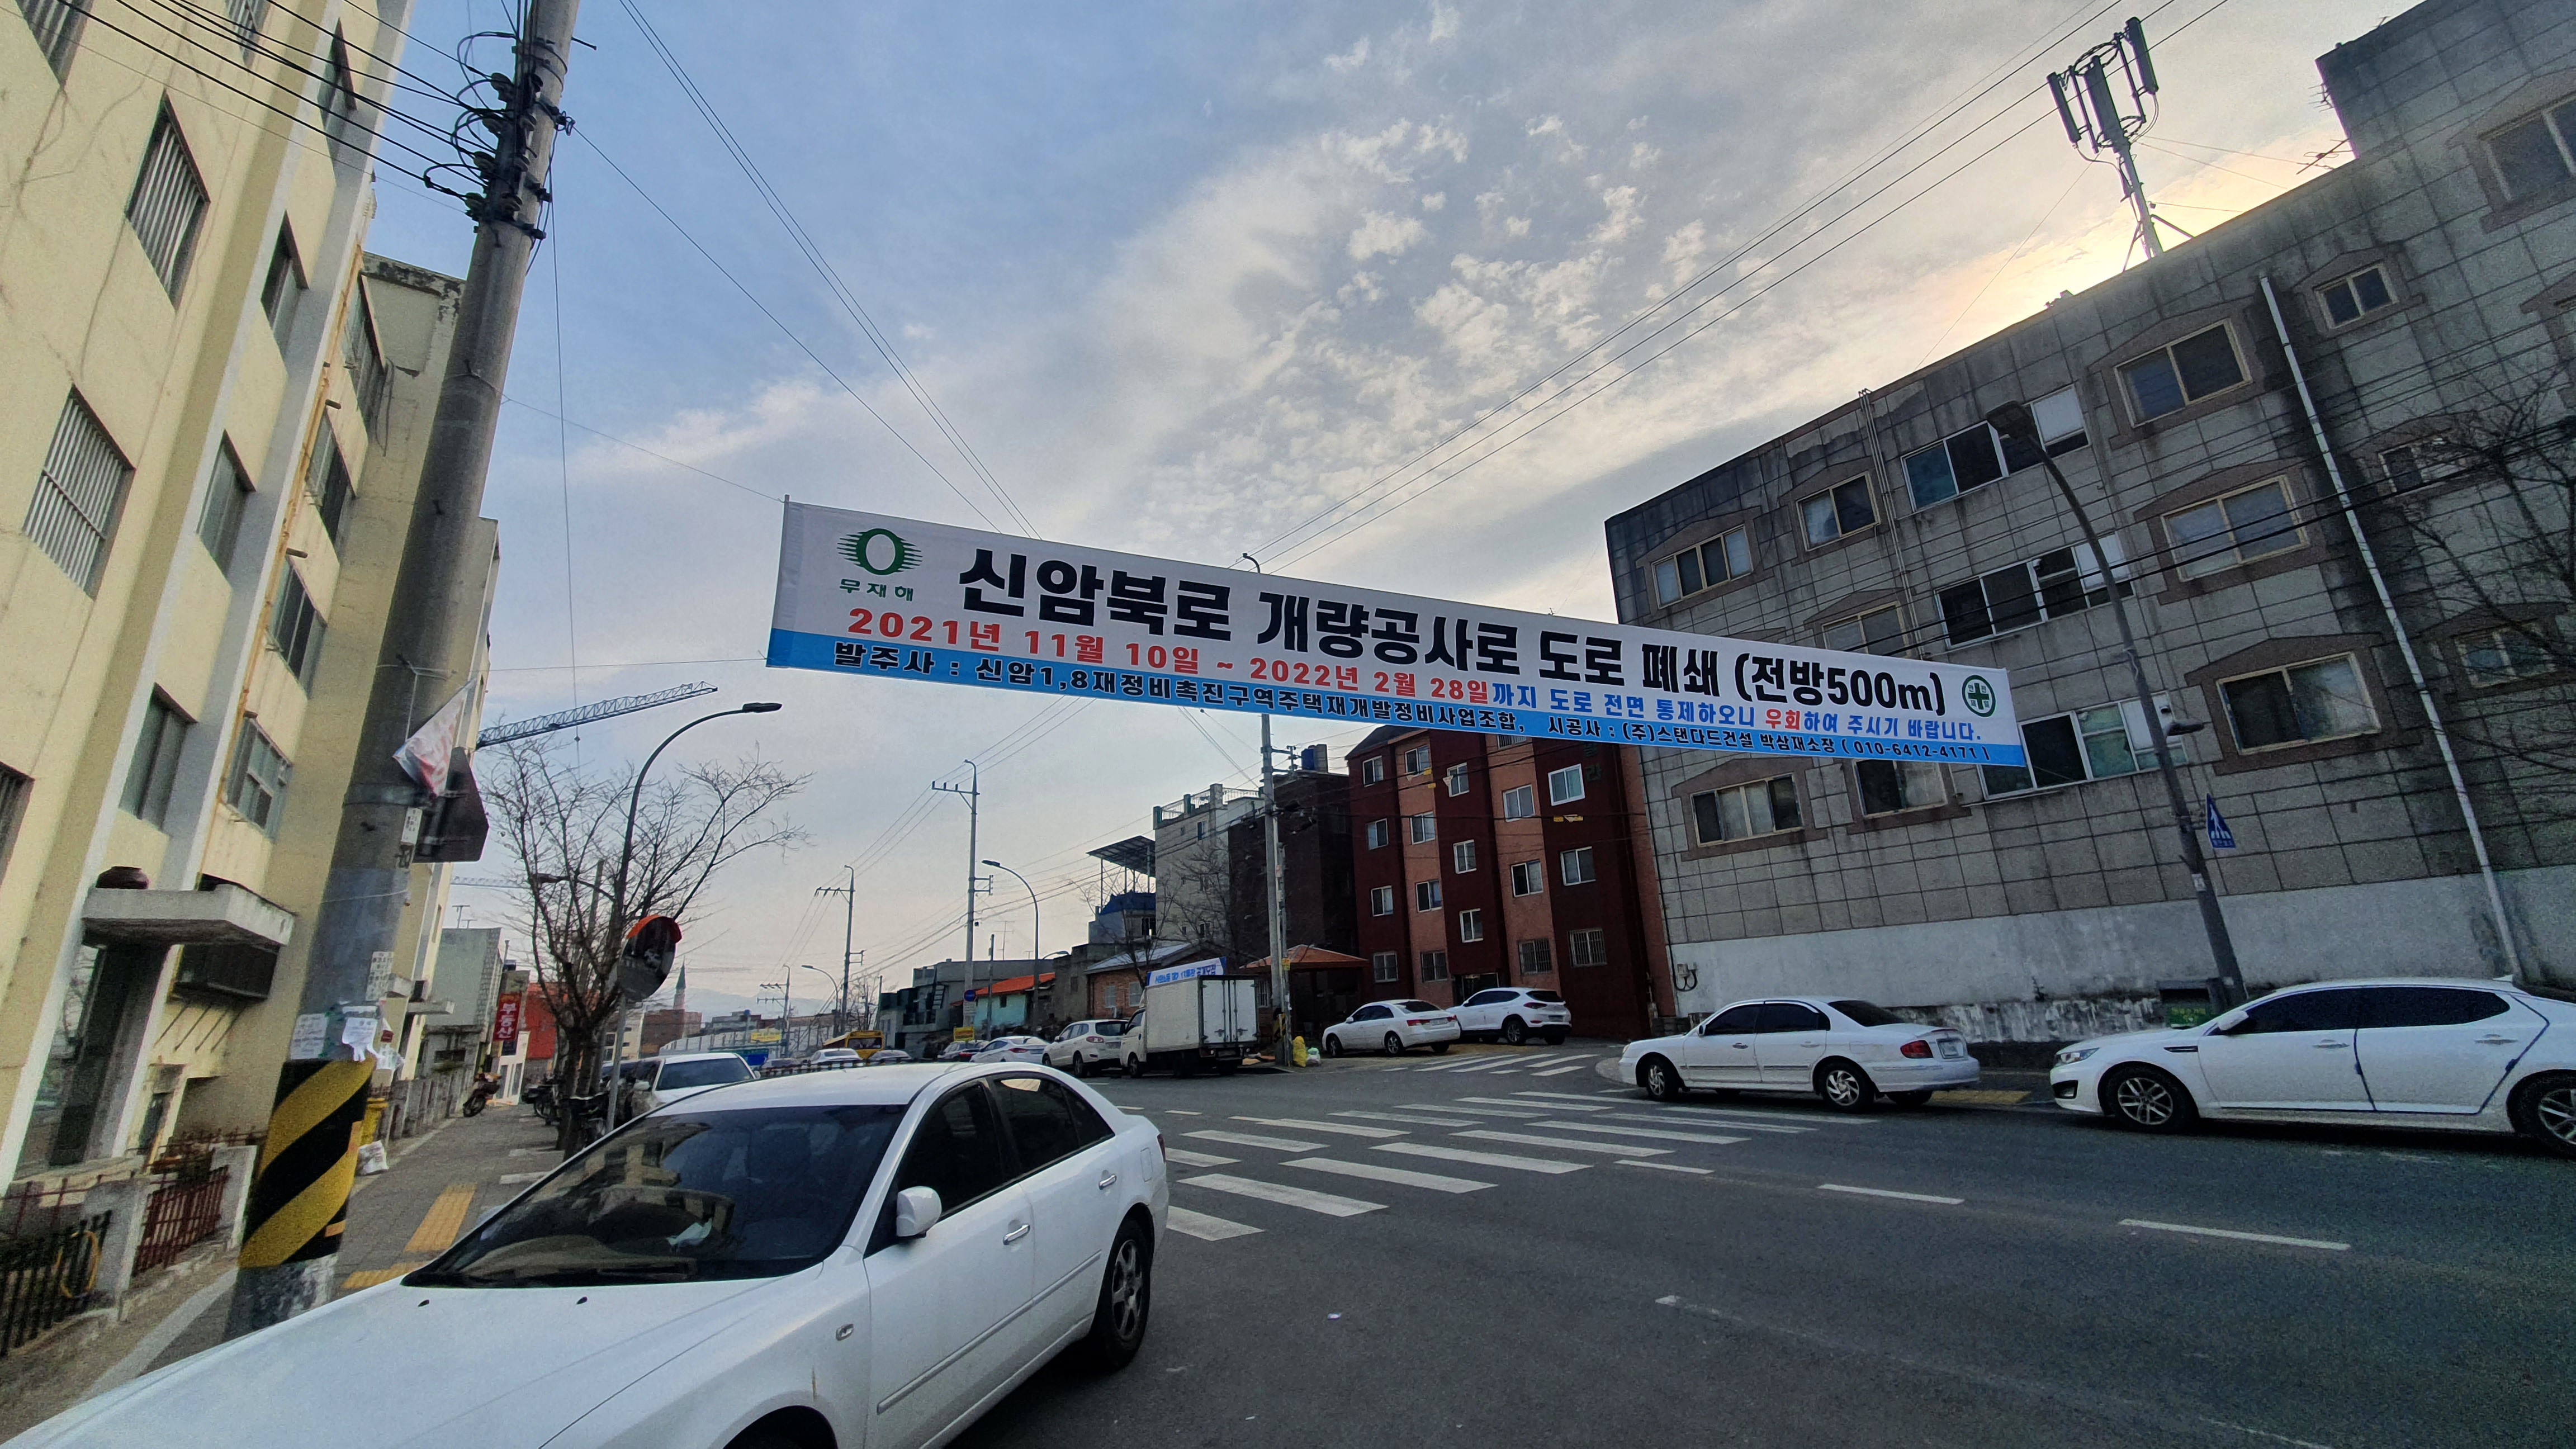 무재해
신암북로 개량공사로 도로 폐쇄 (전방500m)
2021년 11월 10일 ~ 2022년 2월 28일까지 도로 전면 통제하오니 우회하여 주시기 바랍니다.
발주사 : 신암1,8재정비촉진구역주택재개발정비사업조합, 시공사 : (주)스탠다드건설 박삼재소장 ( 010-6412-4171 )
부동산